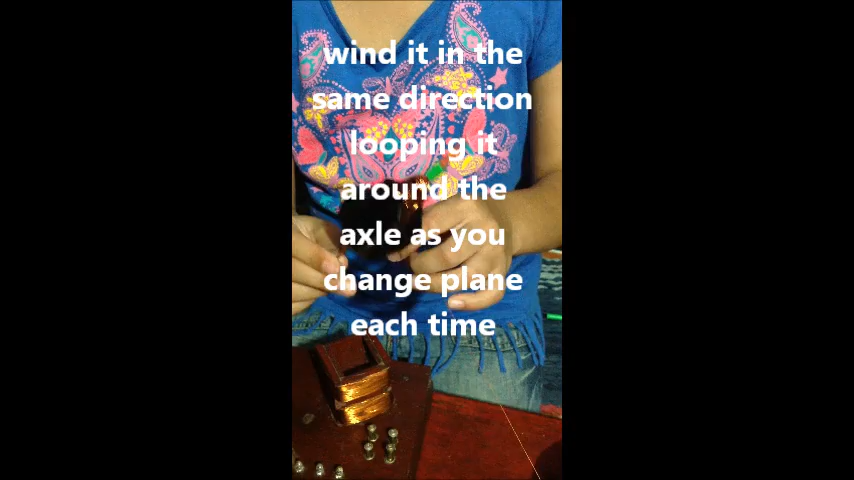 wind it in the
same direction
looping it
around the
axle as you
change plane
each time